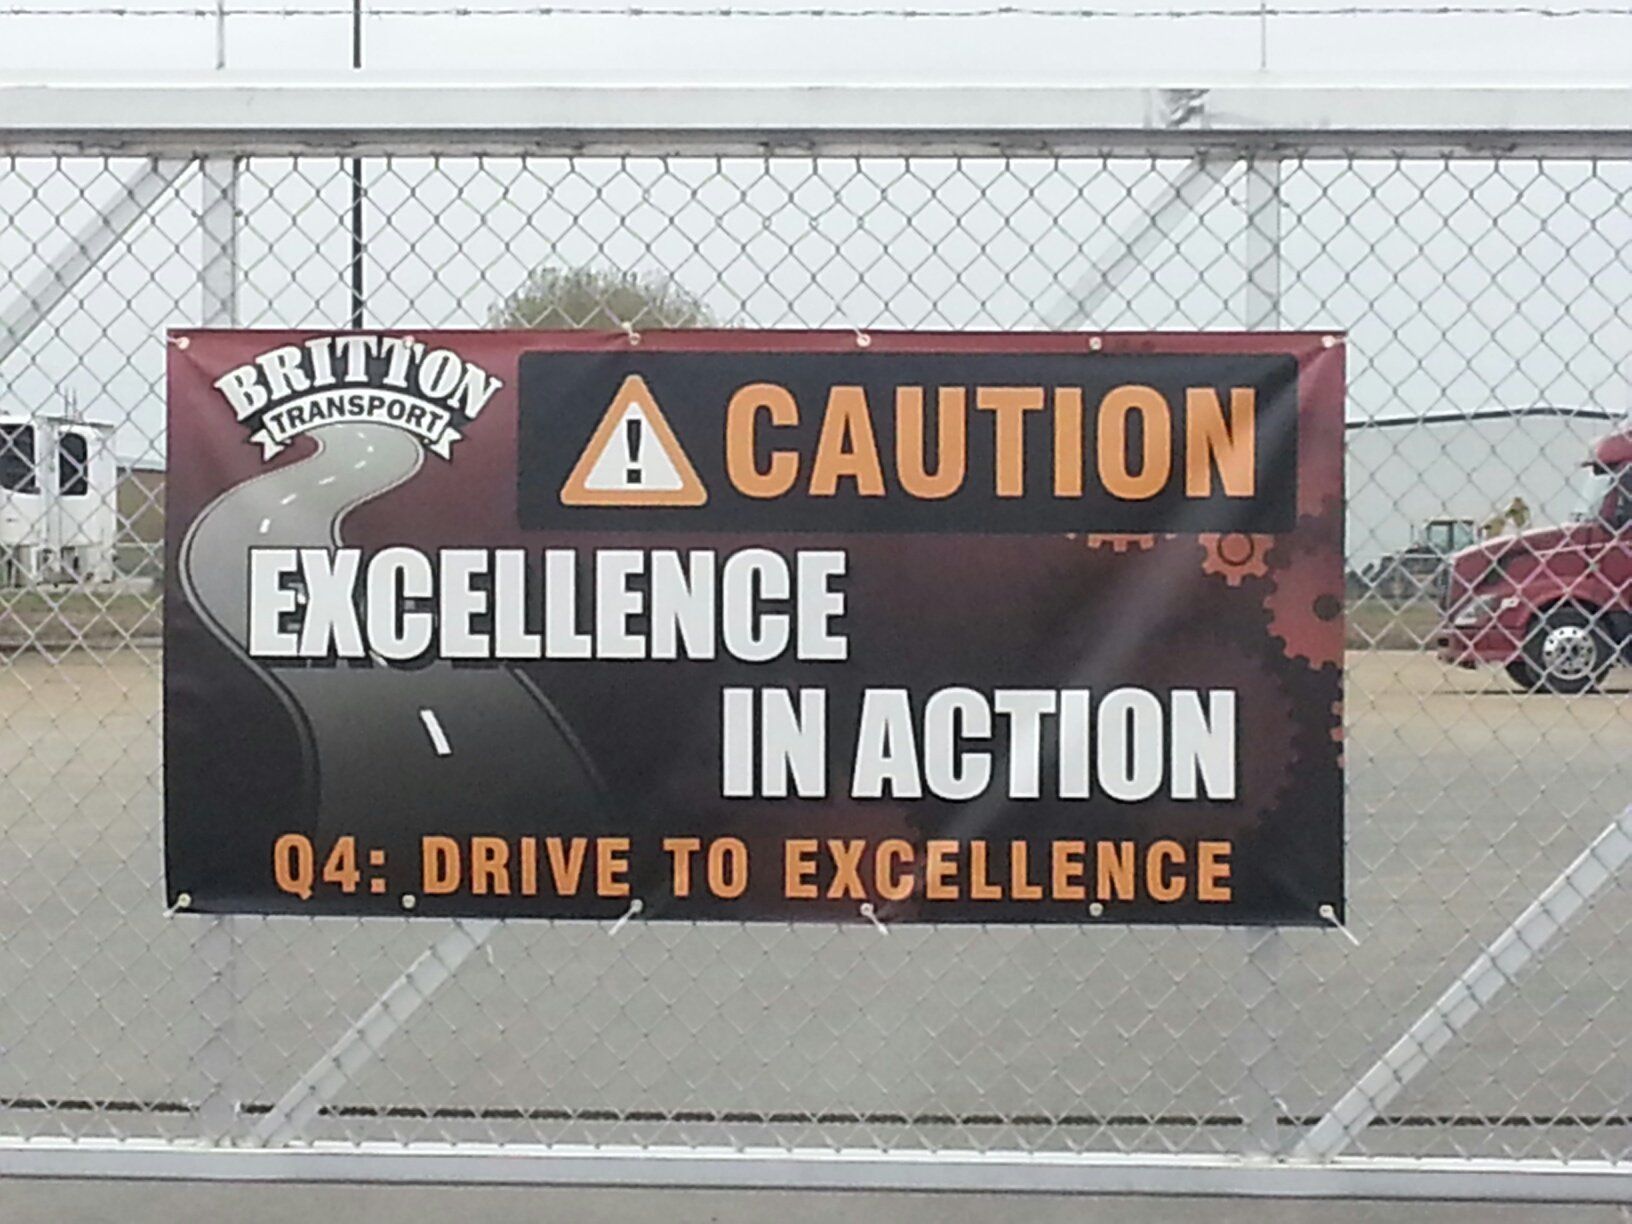 BRITTON
TRANSPORT
! CAUTION
EXCELLENCE
IN ACTION
Q4: DRIVE TO EXCELLENCE